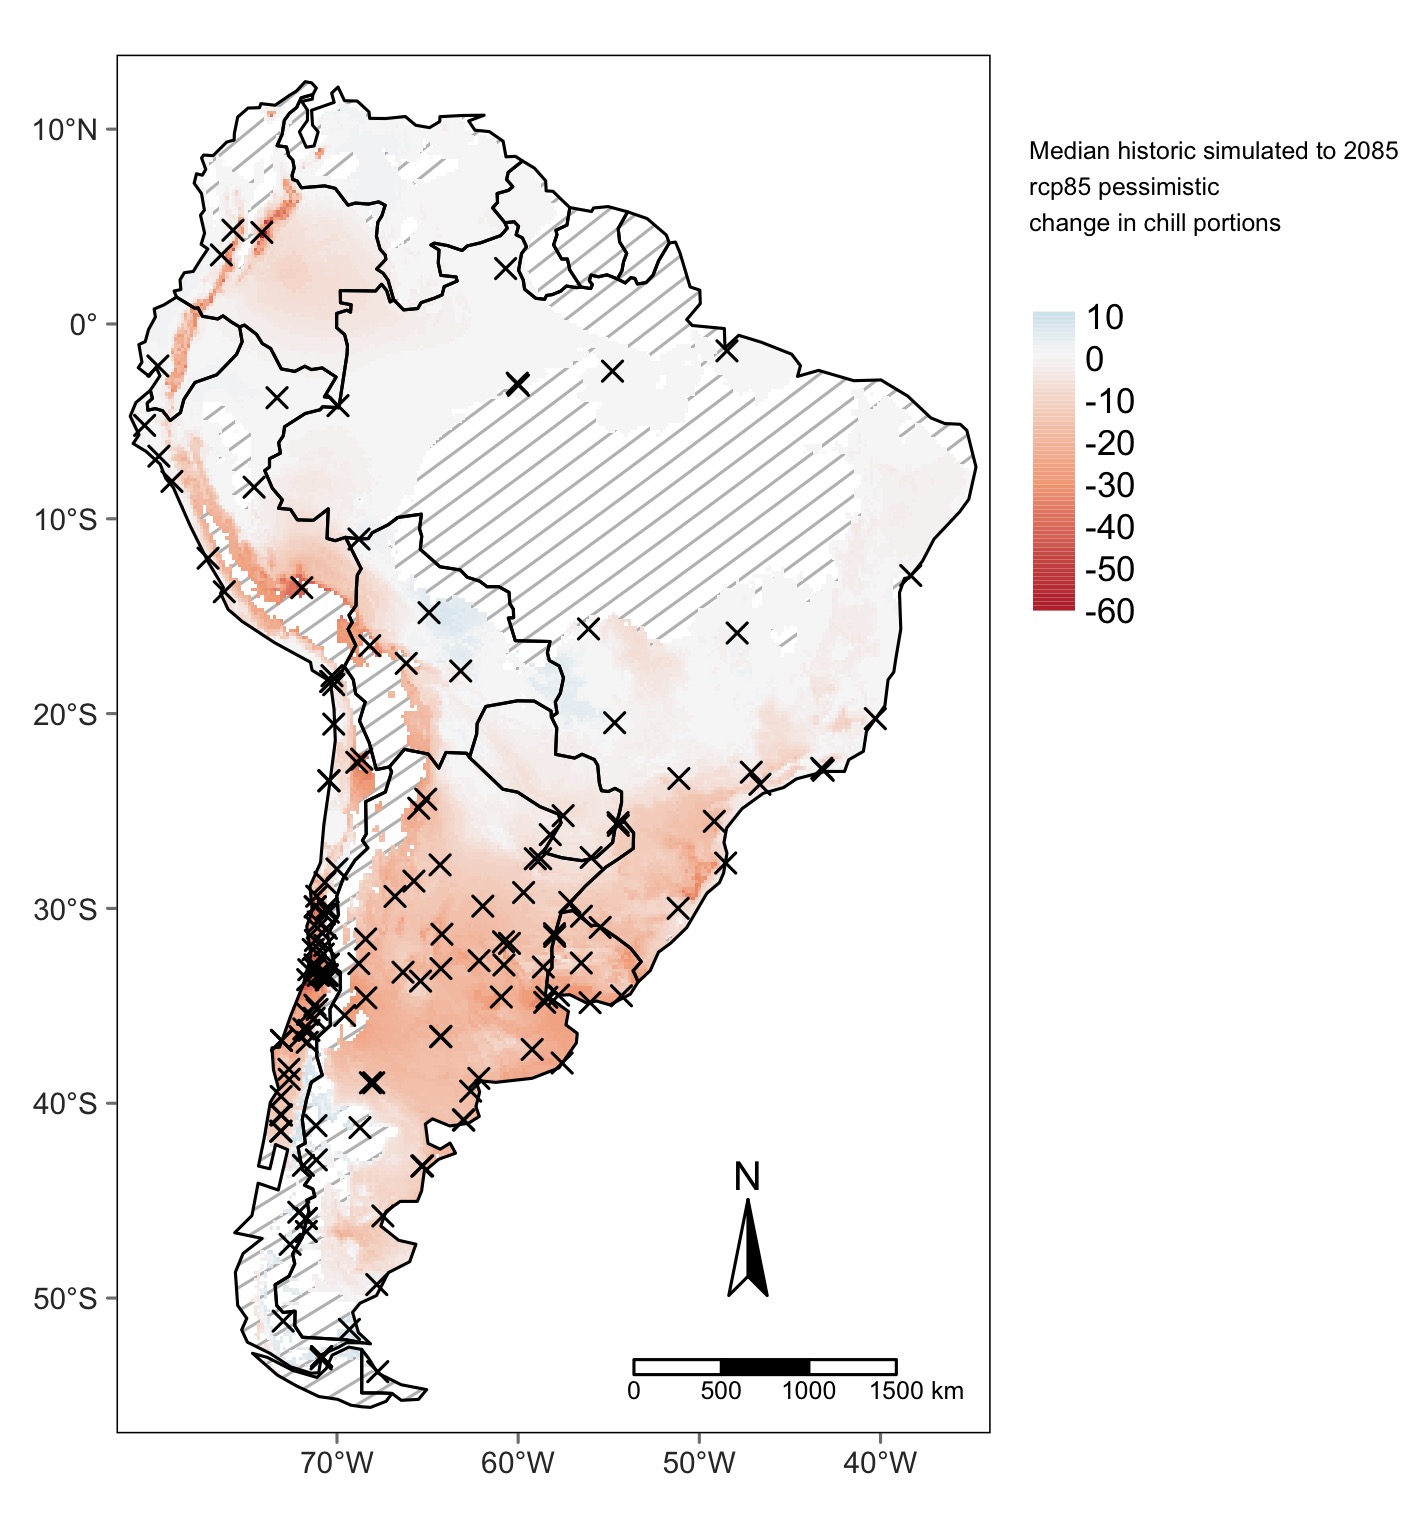 Median historic simulated to 2085
rcp85 pessimistic
change in chill portions
10
0
-10
-20
-30
-40
-50
-60
10°N
0°
10°S
20°S
30°S
40°S
50°S
N
0 500 1000 1500 km
70°W 60°W 50°W 40°W